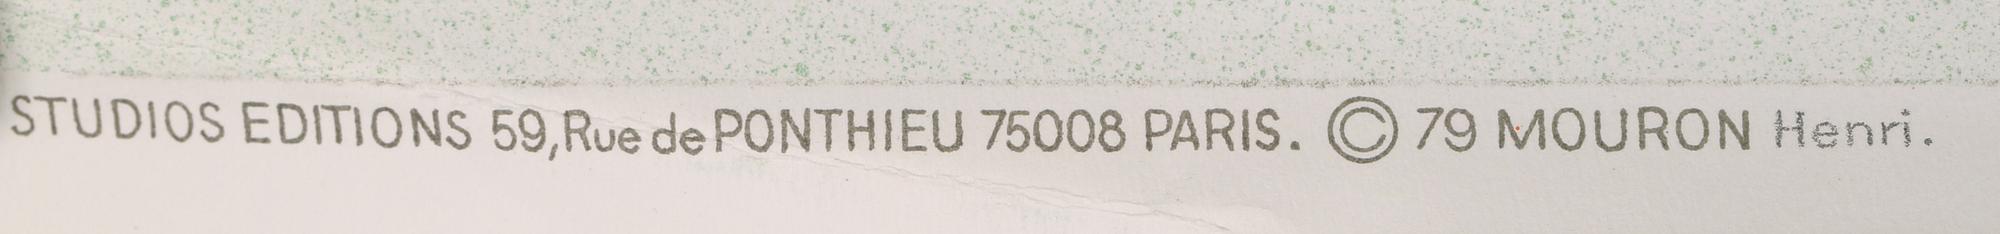 STUDIOS EDITIONS 59, Rue de PONTHIEU 75008 PARIS. © 79 MOURON Henri.